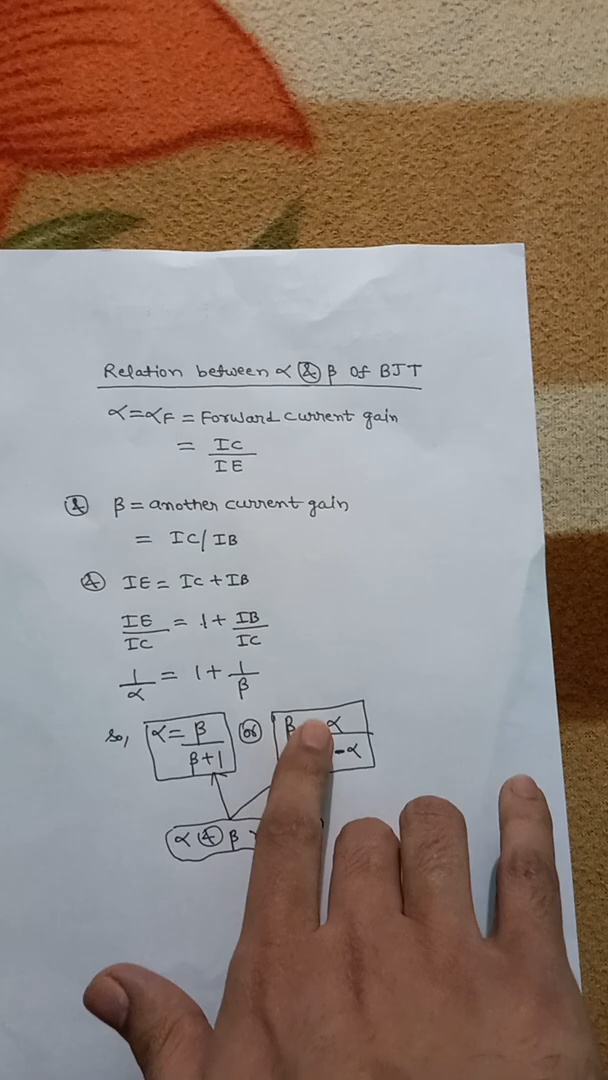 Relation between α & β of BJT
α=αF = Forward current gain
= IC/IE
& β = another current gain
= IC/IB
& IE = IC + IB
IE/IC = 1 + IB/IC
1/α = 1 + 1/β
so, α = β/β+1 or β α/-α
α & β